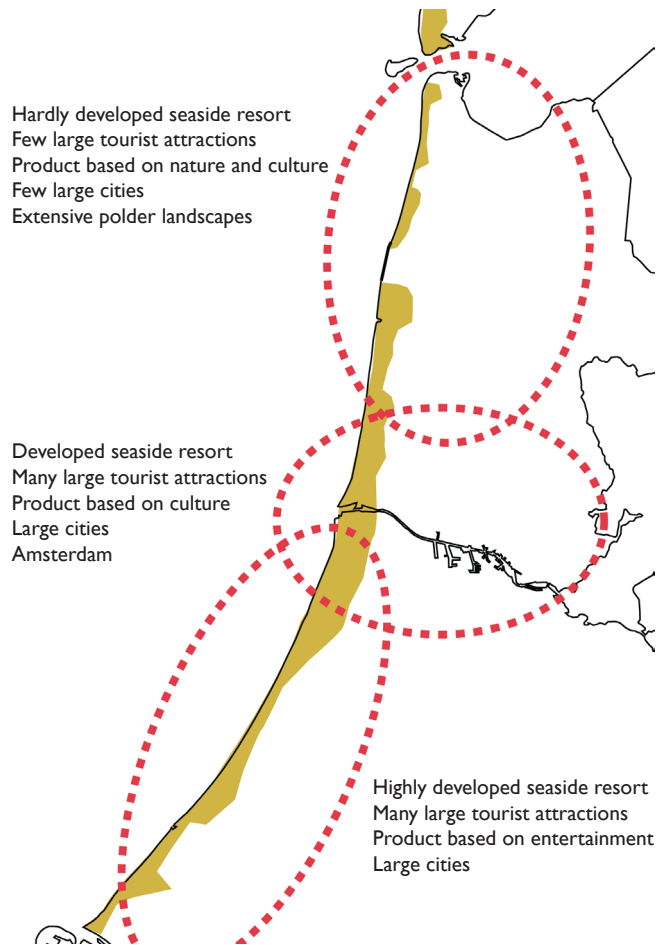 Hardly developed seaside resort
Few large tourist attractions
Product based on nature and culture
Few large cities
Extensive polder landscapes
Developed seaside resort
Many large tourist attractions
Product based on culture
Large cities
Amsterdam
Highly developed seaside resort
Many large tourist attractions
Product based on entertainment
Large cities